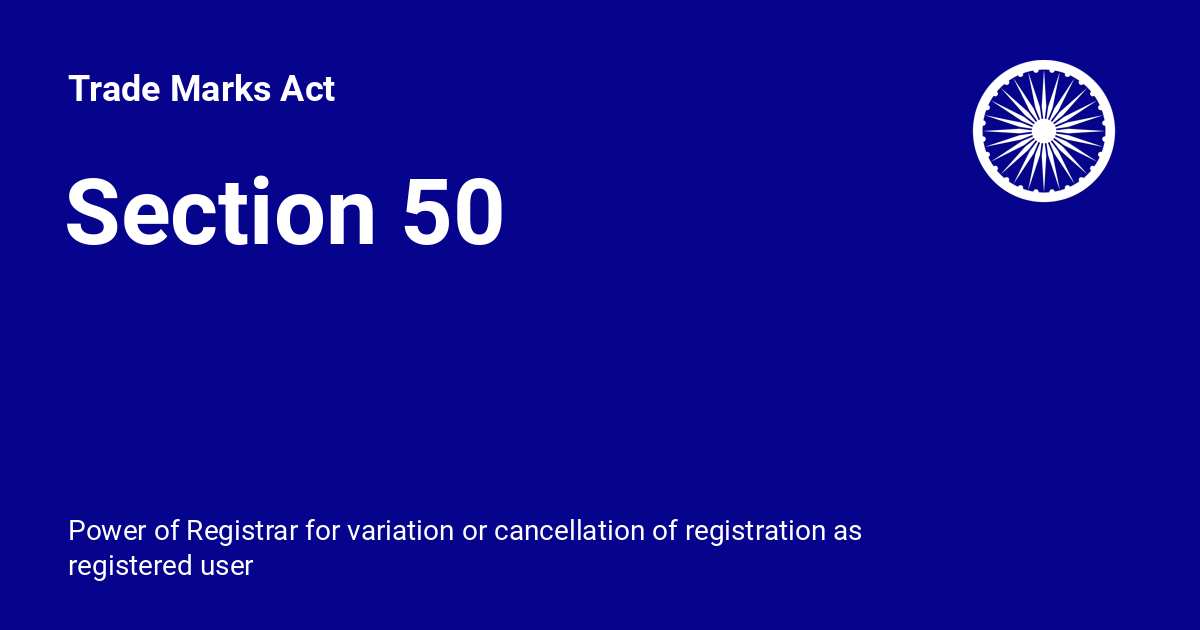 Trade Marks Act
Section 50
Power of Registrar for variation or cancellation of registration as
registered user